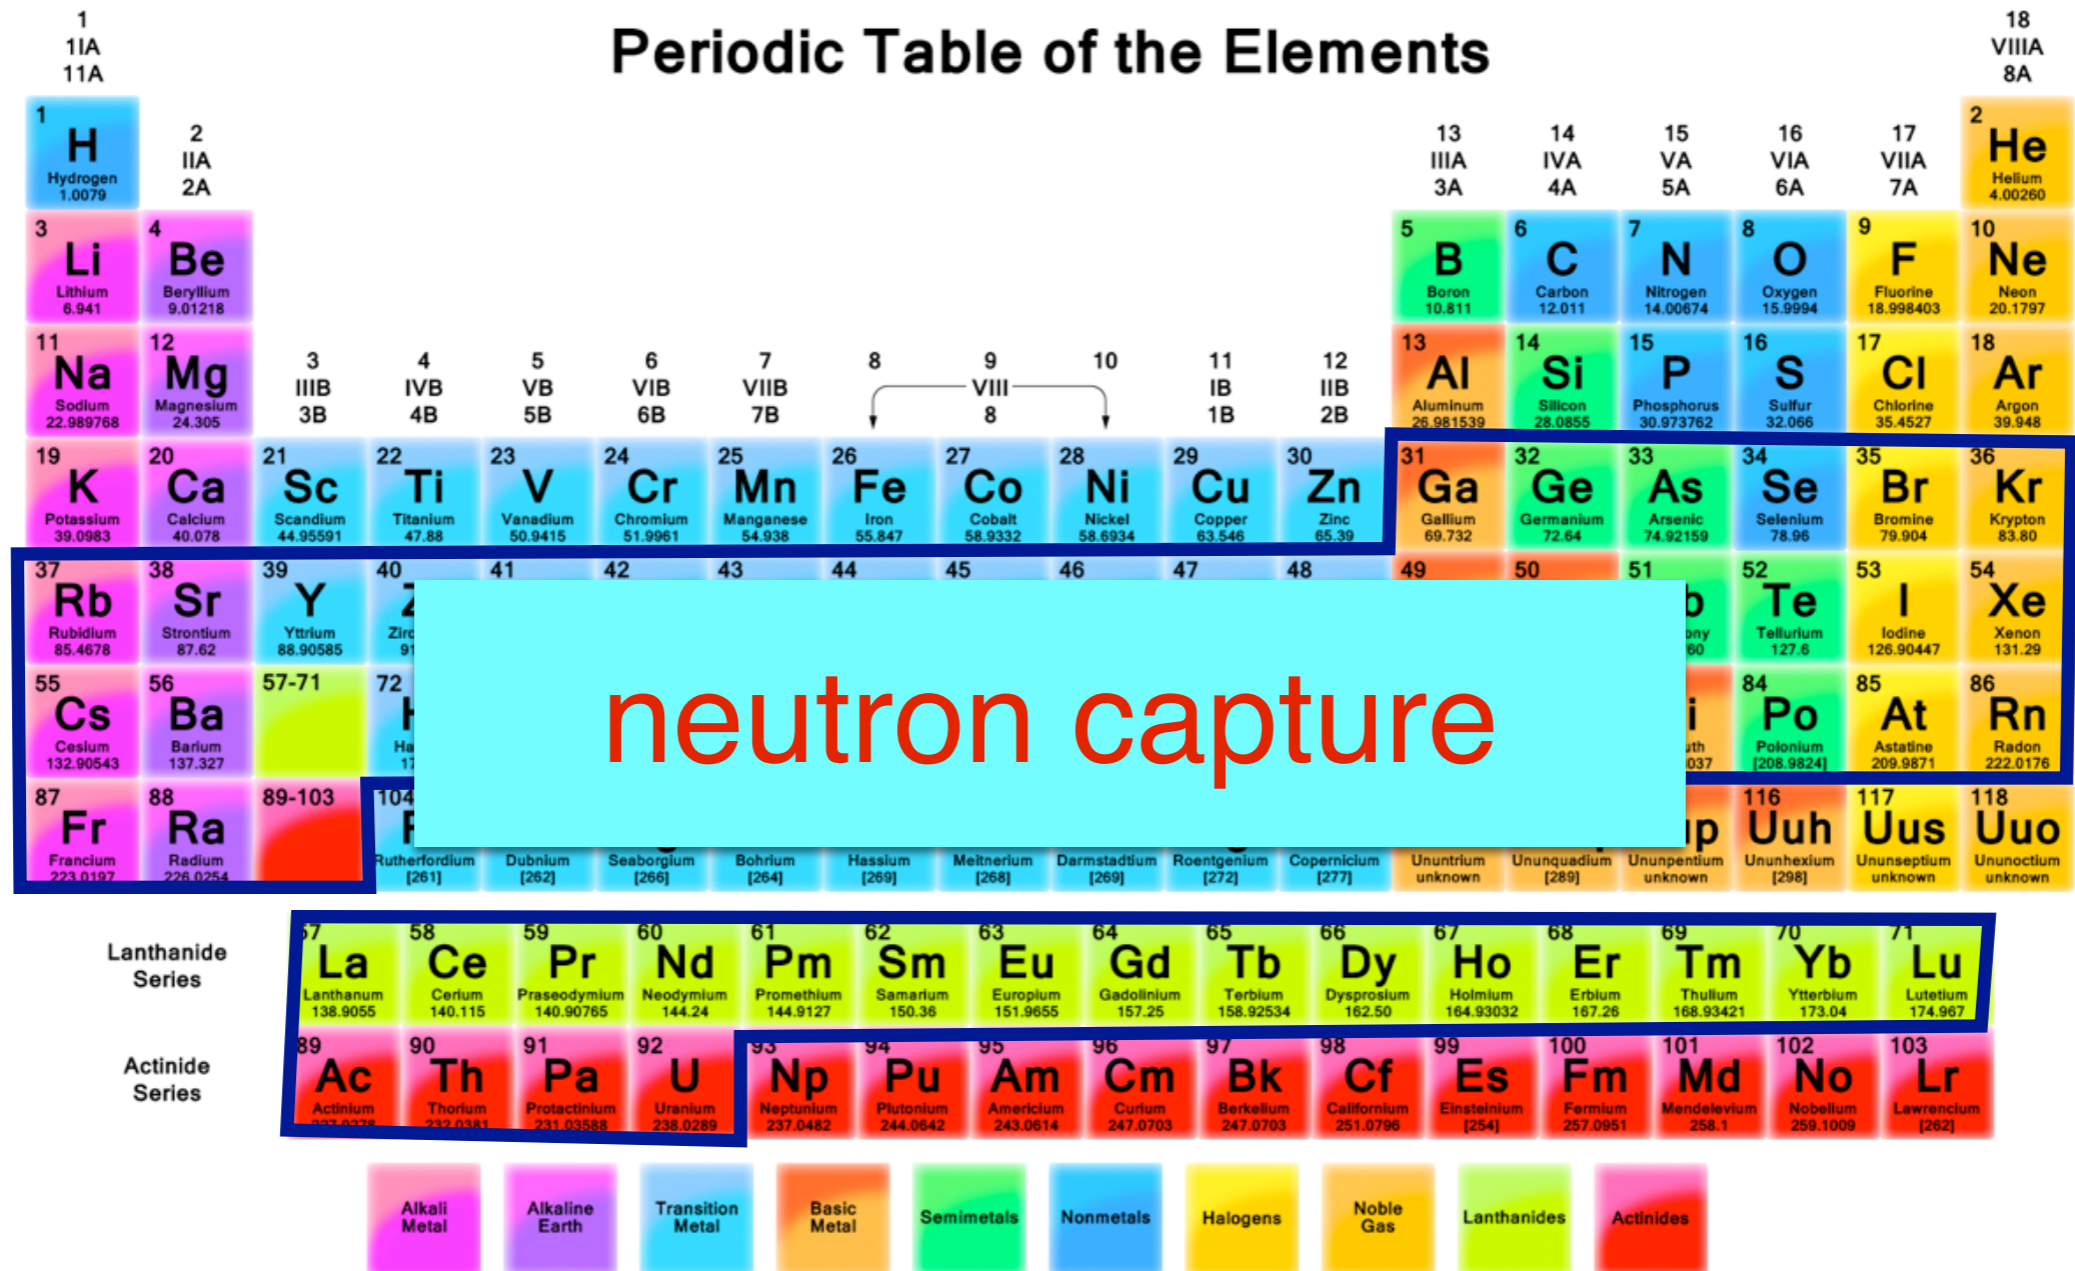 Periodic Table of the Elements
1 18
1IA VIIIA
11A 8A
1 2
H 2 13 14 15 16 17 He
Hydrogen IIA IIIA IVA VA VIA VIIA Helium
1.0079 2A 3A 4A 5A 6A 7A 4.00260
3 4 5 6 7 8 9 10
Li Be B C N O F Ne
Lithium Beryllium Boron Carbon Nitrogen Oxygen Fluorine Neon
6.941 9.01218 10.811 12.011 14.00674 15.9994 18.998403 20.1797
11 12 13 14 15 16 17 18
Na Mg 3 4 5 6 7 8 9 10 11 12 Al Si P S Cl Ar
Sodium Magnesium IIIB IVB VB VIB VIIB VIII IB IIB Aluminum Silicon Phosphorus Sulfur Chlorine Argon
22.989768 24.305 3B 4B 5B 6B 7B 8 1B 2B 26.981539 28.0855 30.973762 32.066 35.4527 39.948
19 20 21 22 23 24 25 26 27 28 29 30 31 32 33 34 35 36
K Ca Sc Ti V Cr Mn Fe Co Ni Cu Zn Ga Ge As Se Br Kr
Potassium Calcium Scandium Titanium Vanadium Chromium Manganese Iron Cobalt Nickel Copper Zinc Gallium Germanium Arsenic Selenium Bromine Krypton
39.0983 40.078 44.95591 47.88 50.9415 51.9961 54.938 55.847 58.9332 58.6934 63.546 65.39 69.732 72.64 74.92159 78.96 79.904 83.80
37 38 39 40 41 42 43 44 45 46 47 48 49 50 51 52 53 54
Rb Sr Y Te I Xe
Rubidium Strontium Yttrium Tellurium Iodine Xenon
85.4678 87.62 88.90585 127.6 126.90447 131.29
55 56 57-71 72 84 85 86
Cs Ba neutron capture Po At Rn
Cesium Barium Polonium Astatine Radon
132.90543 137.327 [208.9824] 209.9871 222.0176
87 88 89-103 104 116 117 118
Fr Ra Uuh Uus Uuo
Francium Radium Rutherfordium Dubnium Seaborgium Bohrium Hassium Meitnerium Darmstadtium Roentgenium Copernicium Ununtrium Ununquadium Ununpentium Ununhexium Ununseptium Ununoctium
223.0197 226.0254 [261] [262] [266] [264] [269] [268] [269] [272] [277] unknown [289] unknown [298] unknown unknown
57 58 59 60 61 62 63 64 65 66 67 68 69 70 71
Lanthanide La Ce Pr Nd Pm Sm Eu Gd Tb Dy Ho Er Tm Yb Lu
Series Lanthanum Cerium Praseodymium Neodymium Promethium Samarium Europium Gadolinium Terbium Dysprosium Holmium Erbium Thulium Ytterbium Lutetium
138.9055 140.115 140.90765 144.24 144.9127 150.36 151.9655 157.25 158.92534 162.50 164.93032 167.26 168.93421 173.04 174.967
89 90 91 92 93 94 95 96 97 98 99 100 101 102 103
Actinide Ac Th Pa U Np Pu Am Cm Bk Cf Es Fm Md No Lr
Series Actinium Thorium Protactinium Uranium Neptunium Plutonium Americium Curium Berkelium Californium Einsteinium Fermium Mendelevium Nobelium Lawrencium
227.0278 232.0381 231.03588 238.0289 237.0482 244.0642 243.0614 247.0703 247.0703 251.0796 [254] 257.0951 258.1 259.1009 [262]
Alkali Metal Alkaline Earth Transition Metal Basic Metal Semimetals Nonmetals Halogens Noble Gas Lanthanides Actinides